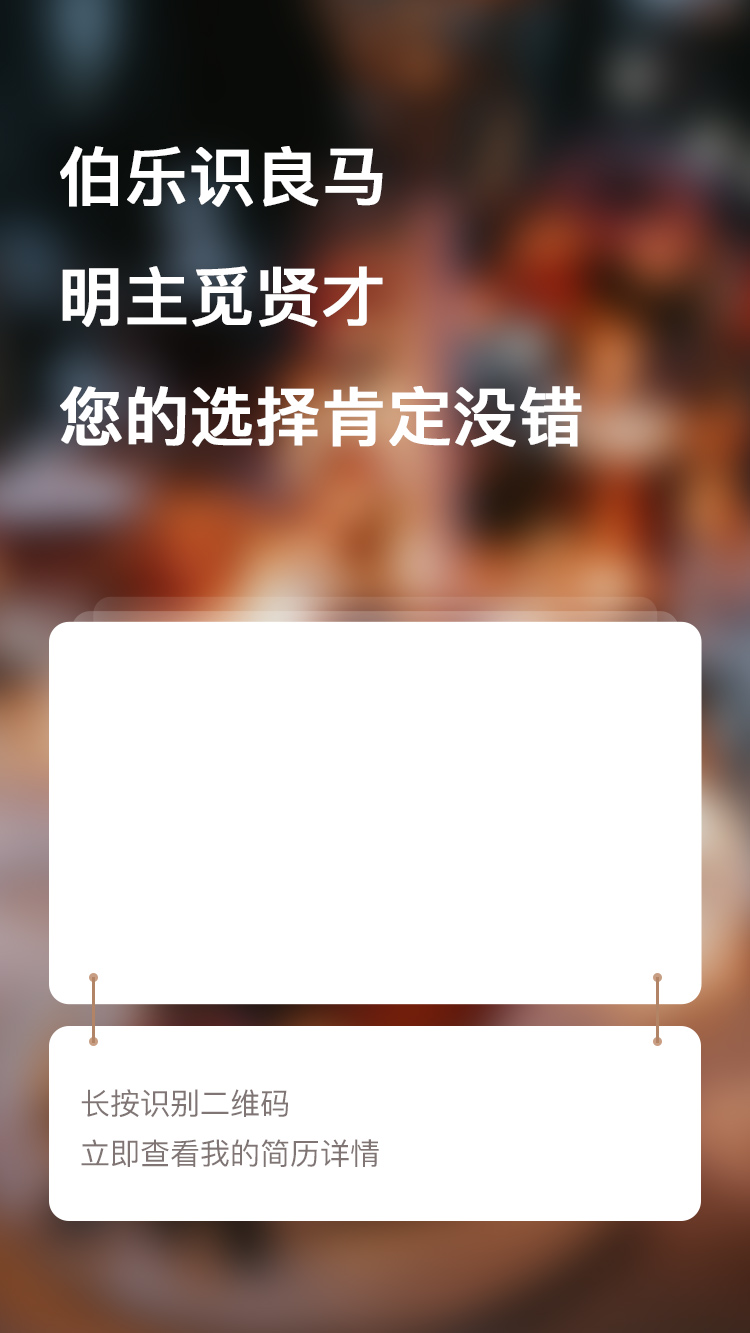 伯乐识良马
明主觅贤才
您的选择肯定没错
长按识别二维码
立即查看我的简历详情